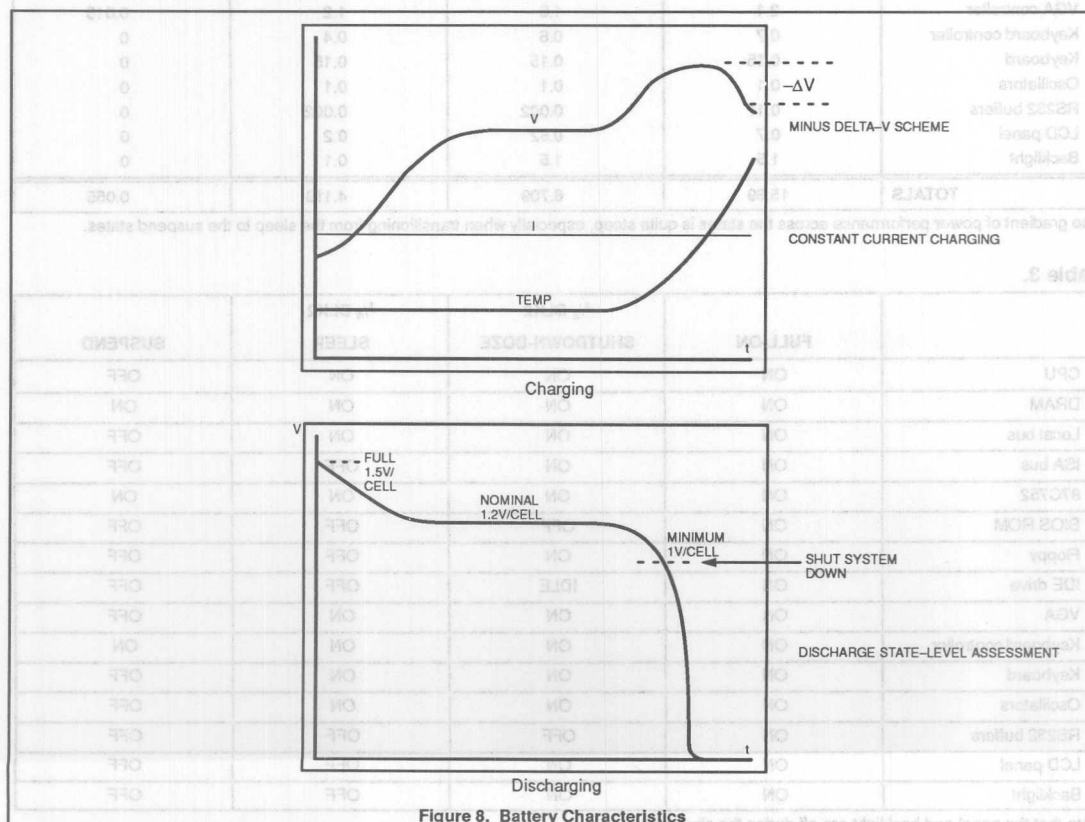 V
−ΔV
MINUS DELTA–V SCHEME
I
CONSTANT CURRENT CHARGING
TEMP
t
Charging
V
FULL
1.5V/
CELL
NOMINAL
1.2V/CELL
MINIMUM
1V/CELL
SHUT SYSTEM
DOWN
DISCHARGE STATE–LEVEL ASSESSMENT
t
Discharging
Figure 8. Battery Characteristics